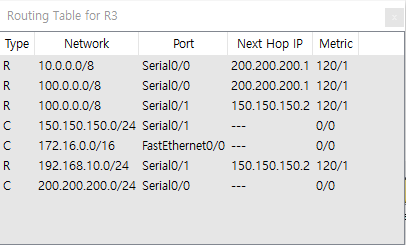 Routing Table for R3
Type Network Port Next Hop IP Metric
R 10.0.0.0/8 Serial0/0 200.200.200.1 120/1
R 100.0.0.0/8 Serial0/0 200.200.200.1 120/1
R 100.0.0.0/8 Serial0/1 150.150.150.2 120/1
C 150.150.150.0/24 Serial0/1 --- 0/0
C 172.16.0.0/16 FastEthernet0/0 --- 0/0
R 192.168.10.0/24 Serial0/1 150.150.150.2 120/1
C 200.200.200.0/24 Serial0/0 --- 0/0